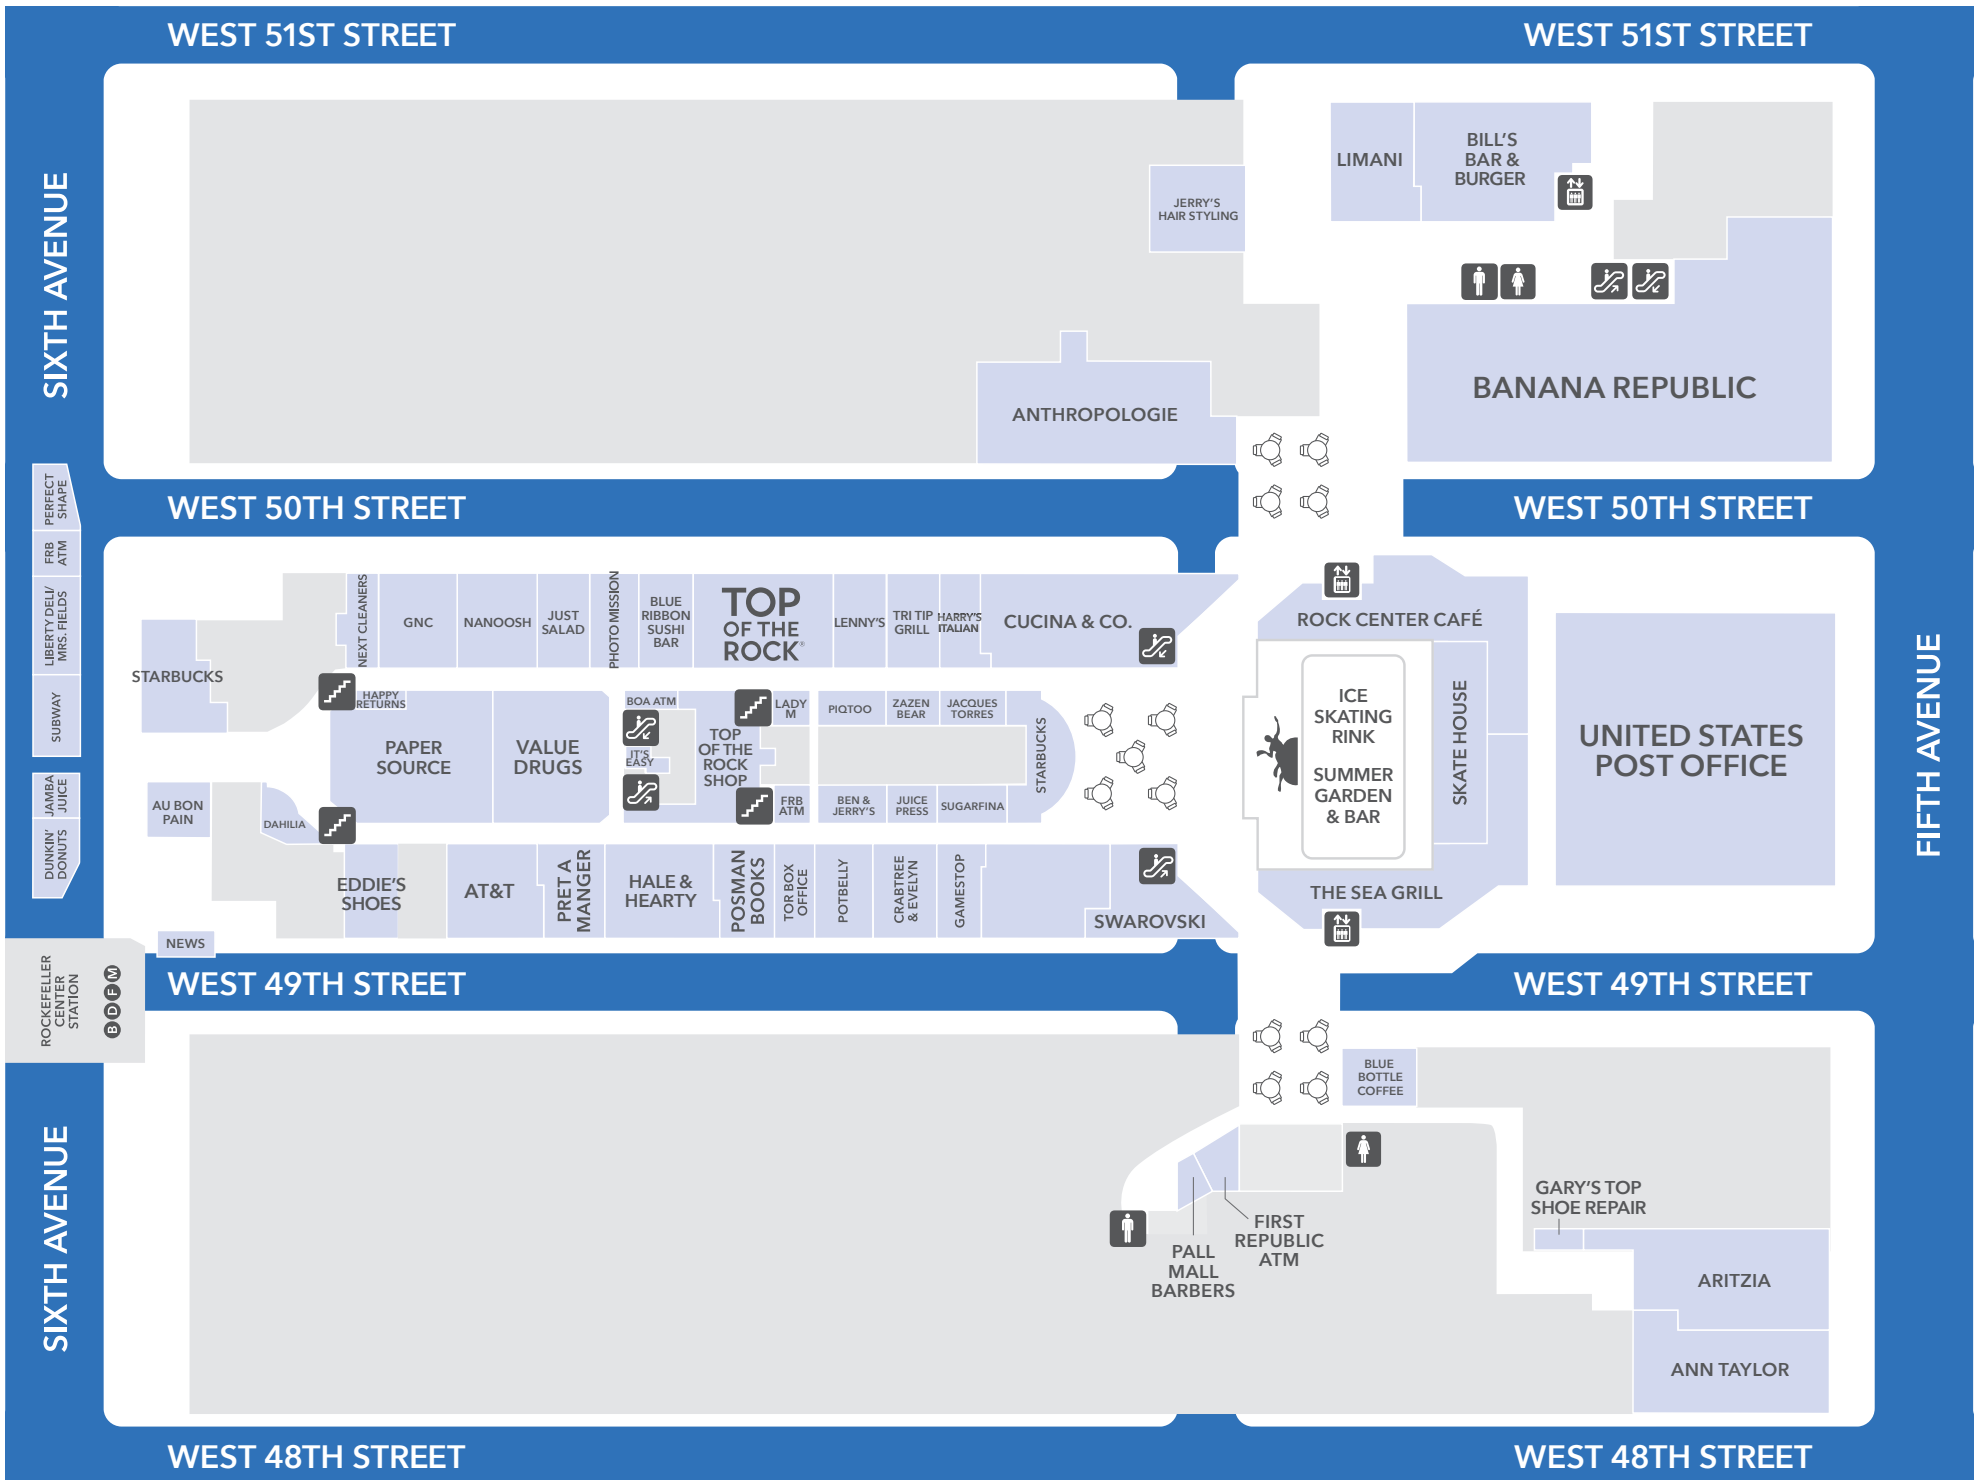 WEST 51ST STREET
WEST 51ST STREET
SIXTH AVENUE
LIMANI
BILL'S
BAR &
BURGER
JERRY'S
HAIR STYLING
BANANA REPUBLIC
ANTHROPOLOGIE
WEST 50TH STREET
WEST 50TH STREET
PERFECT
SHAPE
FRB
ATM
LIBERTY DELI/
MRS. FIELDS
SUBWAY
JAMBA
JUICE
DUNKIN'
DONUTS
STARBUCKS
NEXT CLEANERS
GNC
NANOOSH
JUST
SALAD
PHOTO MISSION
BLUE
RIBBON
SUSHI
BAR
TOP
OF THE
ROCK®
LENNY'S
TRI TIP
GRILL
HARRY'S
ITALIAN
CUCINA & CO.
ROCK CENTER CAFÉ
HAPPY
RETURNS
PAPER
SOURCE
VALUE
DRUGS
BOA ATM
IT'S
EASY
TOP
OF THE
ROCK
SHOP
LADY
M
FRB
ATM
PIQTOO
ZAZEN
BEAR
JACQUES
TORRES
STARBUCKS
BEN &
JERRY'S
JUICE
PRESS
SUGARFINA
ICE
SKATING
RINK
SUMMER
GARDEN
& BAR
SKATE HOUSE
UNITED STATES
POST OFFICE
FIFTH AVENUE
AU BON
PAIN
DAHILIA
EDDIE'S
SHOES
AT&T
PRET A
MANGER
HALE &
HEARTY
POSMAN
BOOKS
TOR BOX
OFFICE
POTBELLY
CRABTREE
& EVELYN
GAMESTOP
SWAROVSKI
THE SEA GRILL
NEWS
ROCKEFELLER
CENTER
STATION
B D F M
WEST 49TH STREET
WEST 49TH STREET
BLUE
BOTTLE
COFFEE
SIXTH AVENUE
PALL
MALL
BARBERS
FIRST
REPUBLIC
ATM
GARY'S TOP
SHOE REPAIR
ARITZIA
ANN TAYLOR
WEST 48TH STREET
WEST 48TH STREET